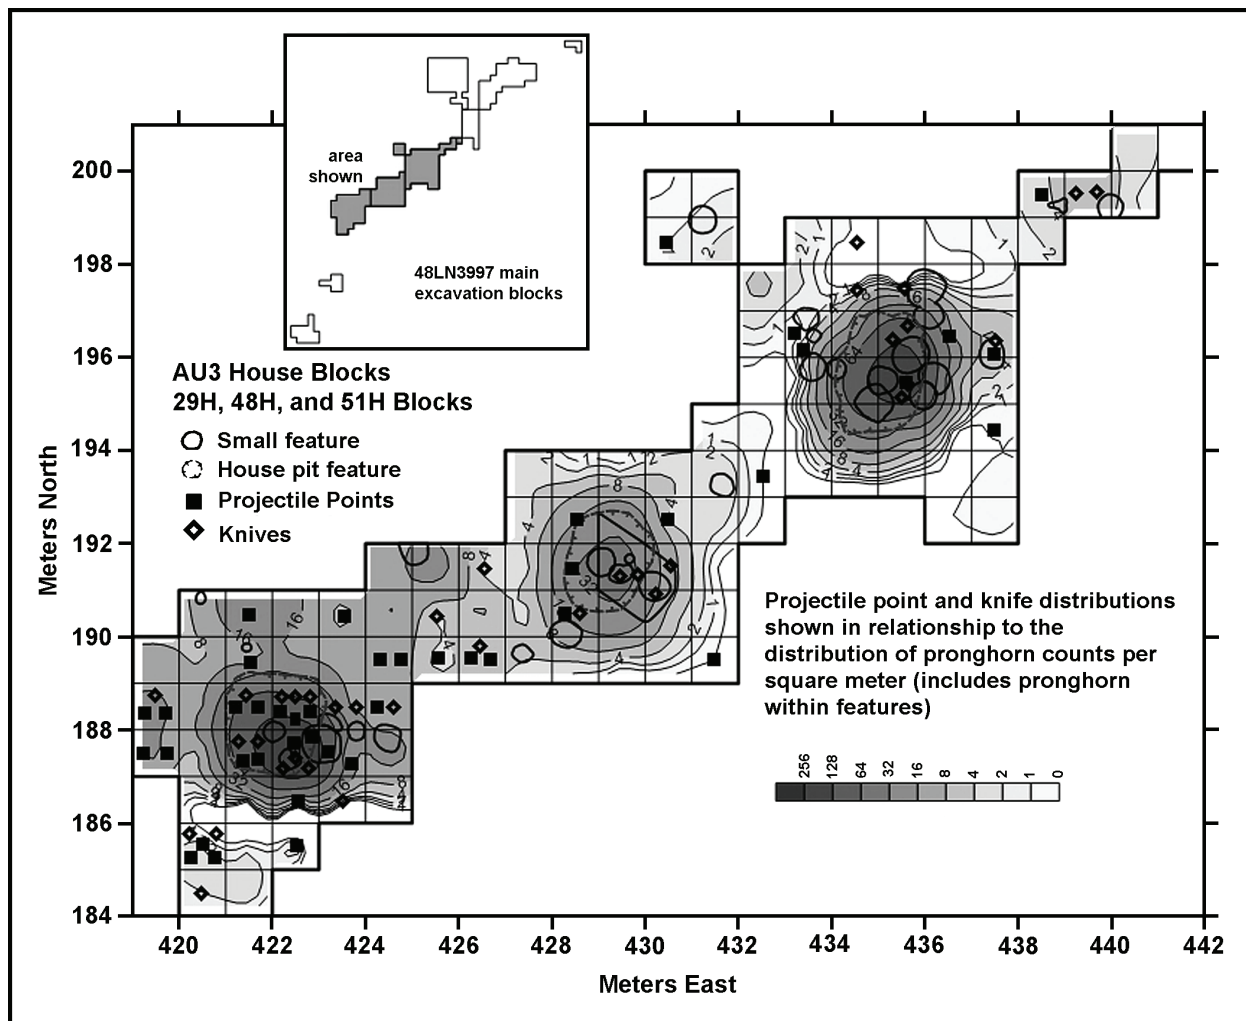 area
shown
48LN3997 main
excavation blocks
AU3 House Blocks
29H, 48H, and 51H Blocks
Small feature
House pit feature
Projectile Points
Knives
Projectile point and knife distributions
shown in relationship to the
distribution of pronghorn counts per
square meter (includes pronghorn
within features)
256 128 64 32 16 8 4 2 1 0
Meters North
200
198
196
194
192
190
188
186
184
420 422 424 426 428 430 432 434 436 438 440 442
Meters East